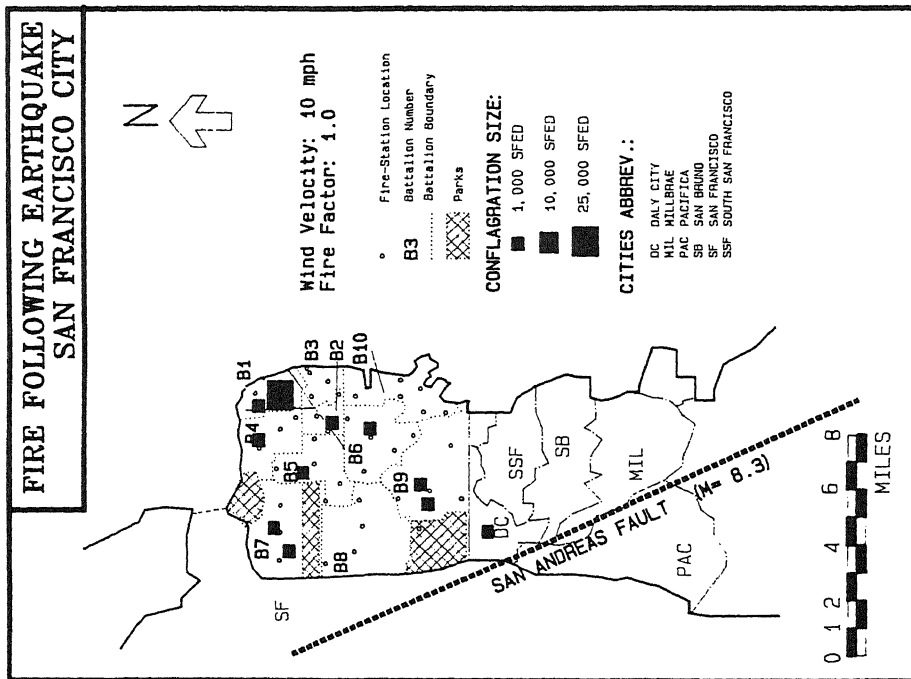 FIRE FOLLOWING EARTHQUAKE
SAN FRANCISCO CITY
N
Wind Velocity: 10 mph
Fire Factor: 1.0
Fire-Station Location
B3 Battalion Number
Battalion Boundary
Parks
CONFLAGRATION SIZE:
1,000 SFED
10,000 SFED
25,000 SFED
CITIES ABBREV.:
DC DALY CITY
MIL MILLBRAE
PAC PACIFICA
SB SAN BRUNO
SF SAN FRANCISCO
SSF SOUTH SAN FRANCISCO
SF
B1
B3
B2
B10
B4
B5
B6
B7
B8
B9
DC
SSF
SB
MIL
PAC
SAN ANDREAS FAULT (M= 8.3)
0 1 2 4 6 8
MILES